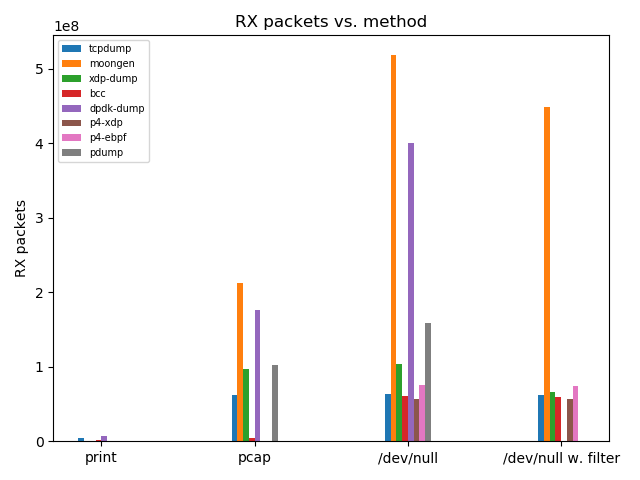 RX packets vs. method
1e8
tcpdump
moongen
xdp-dump
bcc
dpdk-dump
p4-xdp
p4-ebpf
pdump
RX packets
5
4
3
2
1
0
print
pcap
/dev/null
/dev/null w. filter